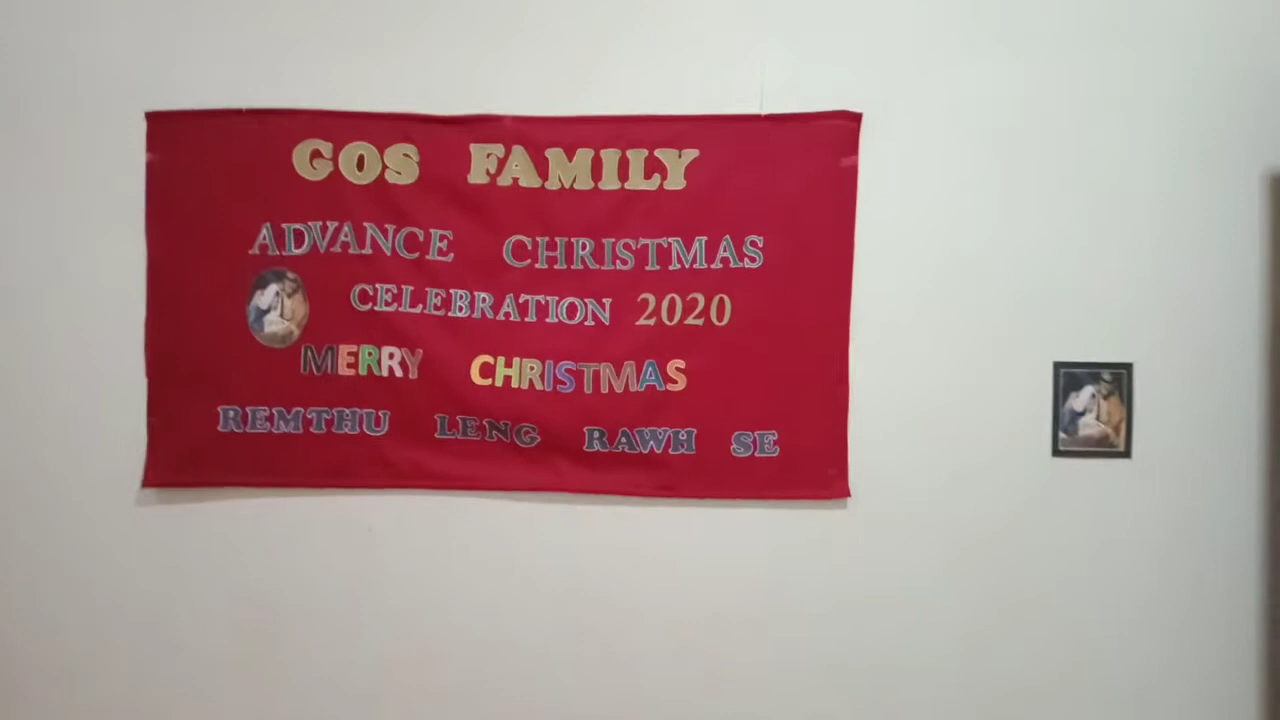 GOS FAMILY
ADVANCE CHRISTMAS
CELEBRATION 2020
MERRY CHRISTMAS
REMTHU LENG RAWH SE